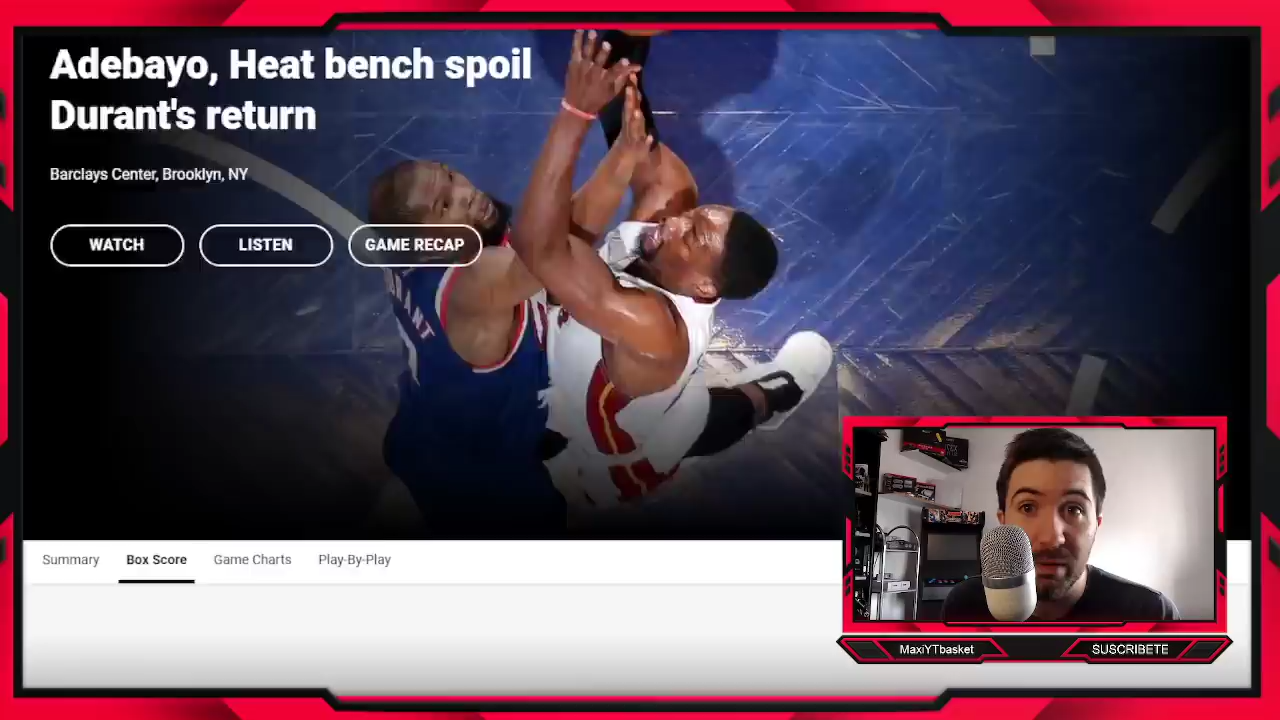 Adebayo, Heat bench spoil
Durant's return
Barclays Center, Brooklyn, NY
WATCH LISTEN GAME RECAP
Summary Box Score Game Charts Play-By-Play
MaxiYTbasket SUSCRIBETE